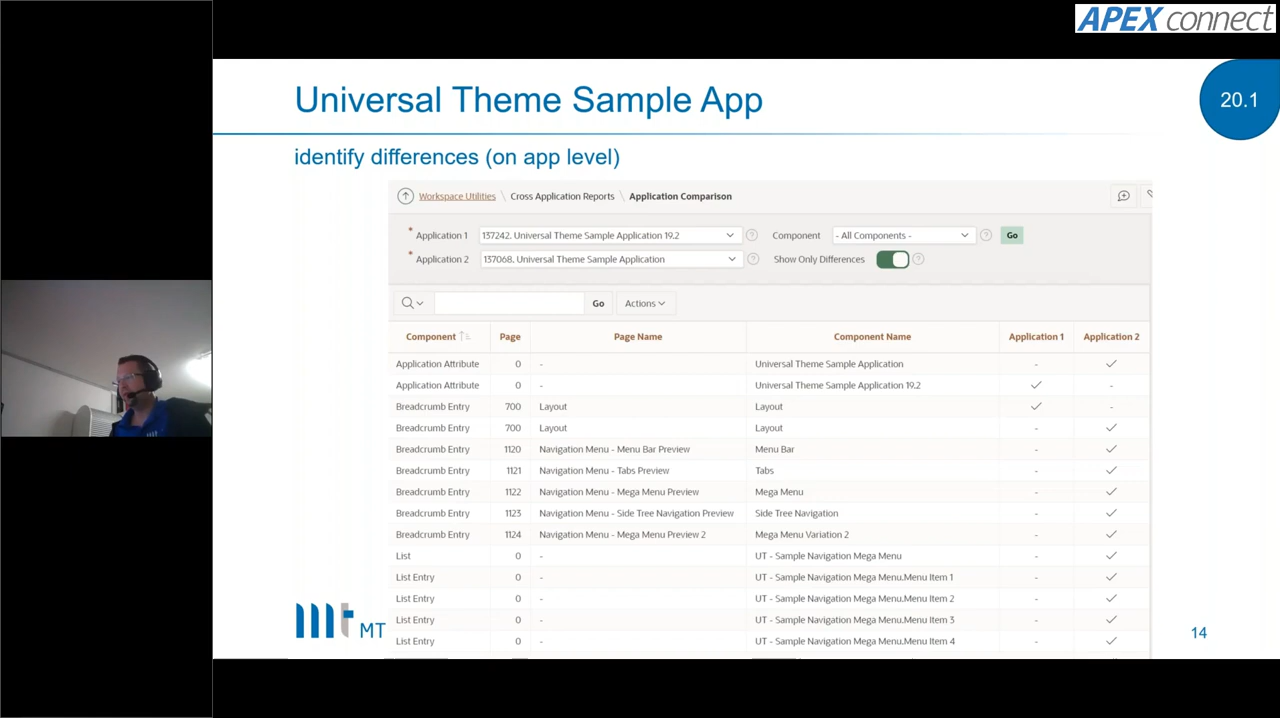 APEX connect
Universal Theme Sample App
20.1
identify differences (on app level)
Workspace Utilities \ Cross Application Reports \ Application Comparison
* Application 1 137242. Universal Theme Sample Application 19.2 Component - All Components - Go
* Application 2 137068. Universal Theme Sample Application Show Only Differences
Go Actions
Component Page Page Name Component Name Application 1 Application 2
Application Attribute 0 - Universal Theme Sample Application - ✓
Application Attribute 0 - Universal Theme Sample Application 19.2 ✓ -
Breadcrumb Entry 700 Layout Layout ✓ -
Breadcrumb Entry 700 Layout Layout - ✓
Breadcrumb Entry 1120 Navigation Menu - Menu Bar Preview Menu Bar - ✓
Breadcrumb Entry 1121 Navigation Menu - Tabs Preview Tabs - ✓
Breadcrumb Entry 1122 Navigation Menu - Mega Menu Preview Mega Menu - ✓
Breadcrumb Entry 1123 Navigation Menu - Side Tree Navigation Preview Side Tree Navigation - ✓
Breadcrumb Entry 1124 Navigation Menu - Mega Menu Preview 2 Mega Menu Variation 2 - ✓
List 0 - UT - Sample Navigation Mega Menu - ✓
List Entry 0 - UT - Sample Navigation Mega Menu.Menu Item 1 - ✓
List Entry 0 - UT - Sample Navigation Mega Menu.Menu Item 2 - ✓
List Entry 0 - UT - Sample Navigation Mega Menu.Menu Item 3 - ✓
List Entry 0 - UT - Sample Navigation Mega Menu.Menu Item 4 - ✓
mt MT
14